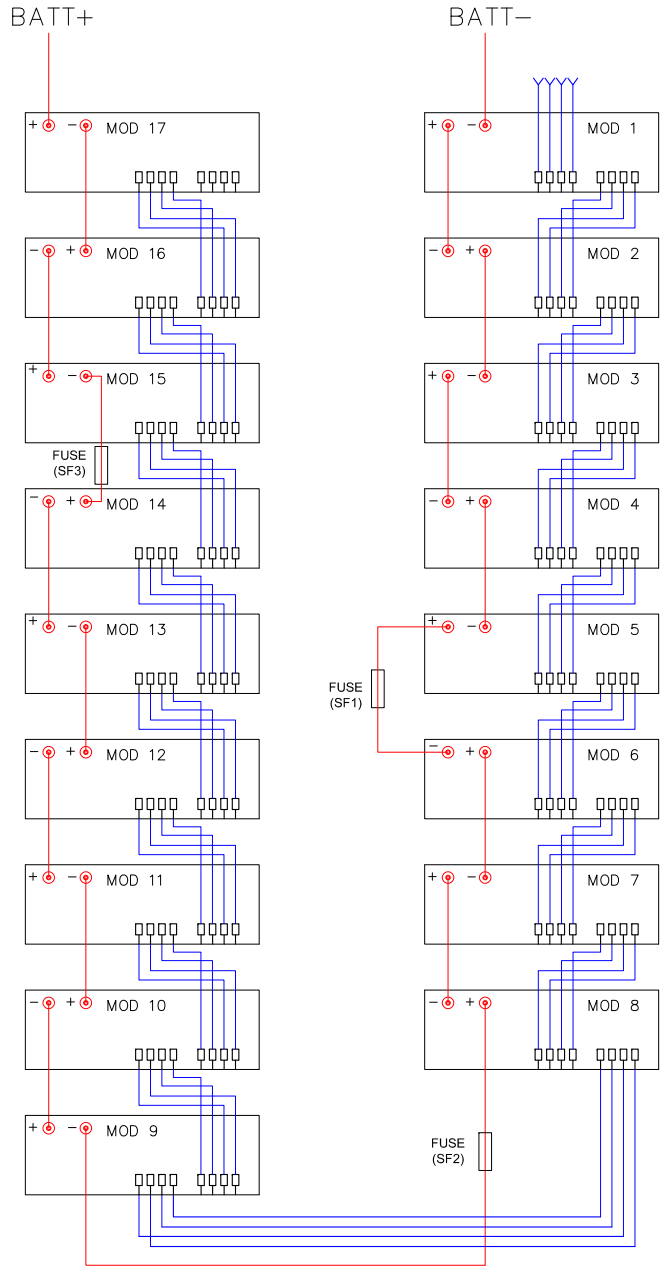 BATT+ BATT−
+ − MOD 17 + − MOD 1
− + MOD 16 − + MOD 2
+ − MOD 15 + − MOD 3
FUSE
(SF3)
− + MOD 14 − + MOD 4
+ − MOD 13 + − MOD 5
FUSE
(SF1)
− + MOD 12 − + MOD 6
+ − MOD 11 + − MOD 7
− + MOD 10 − + MOD 8
+ − MOD 9
FUSE
(SF2)